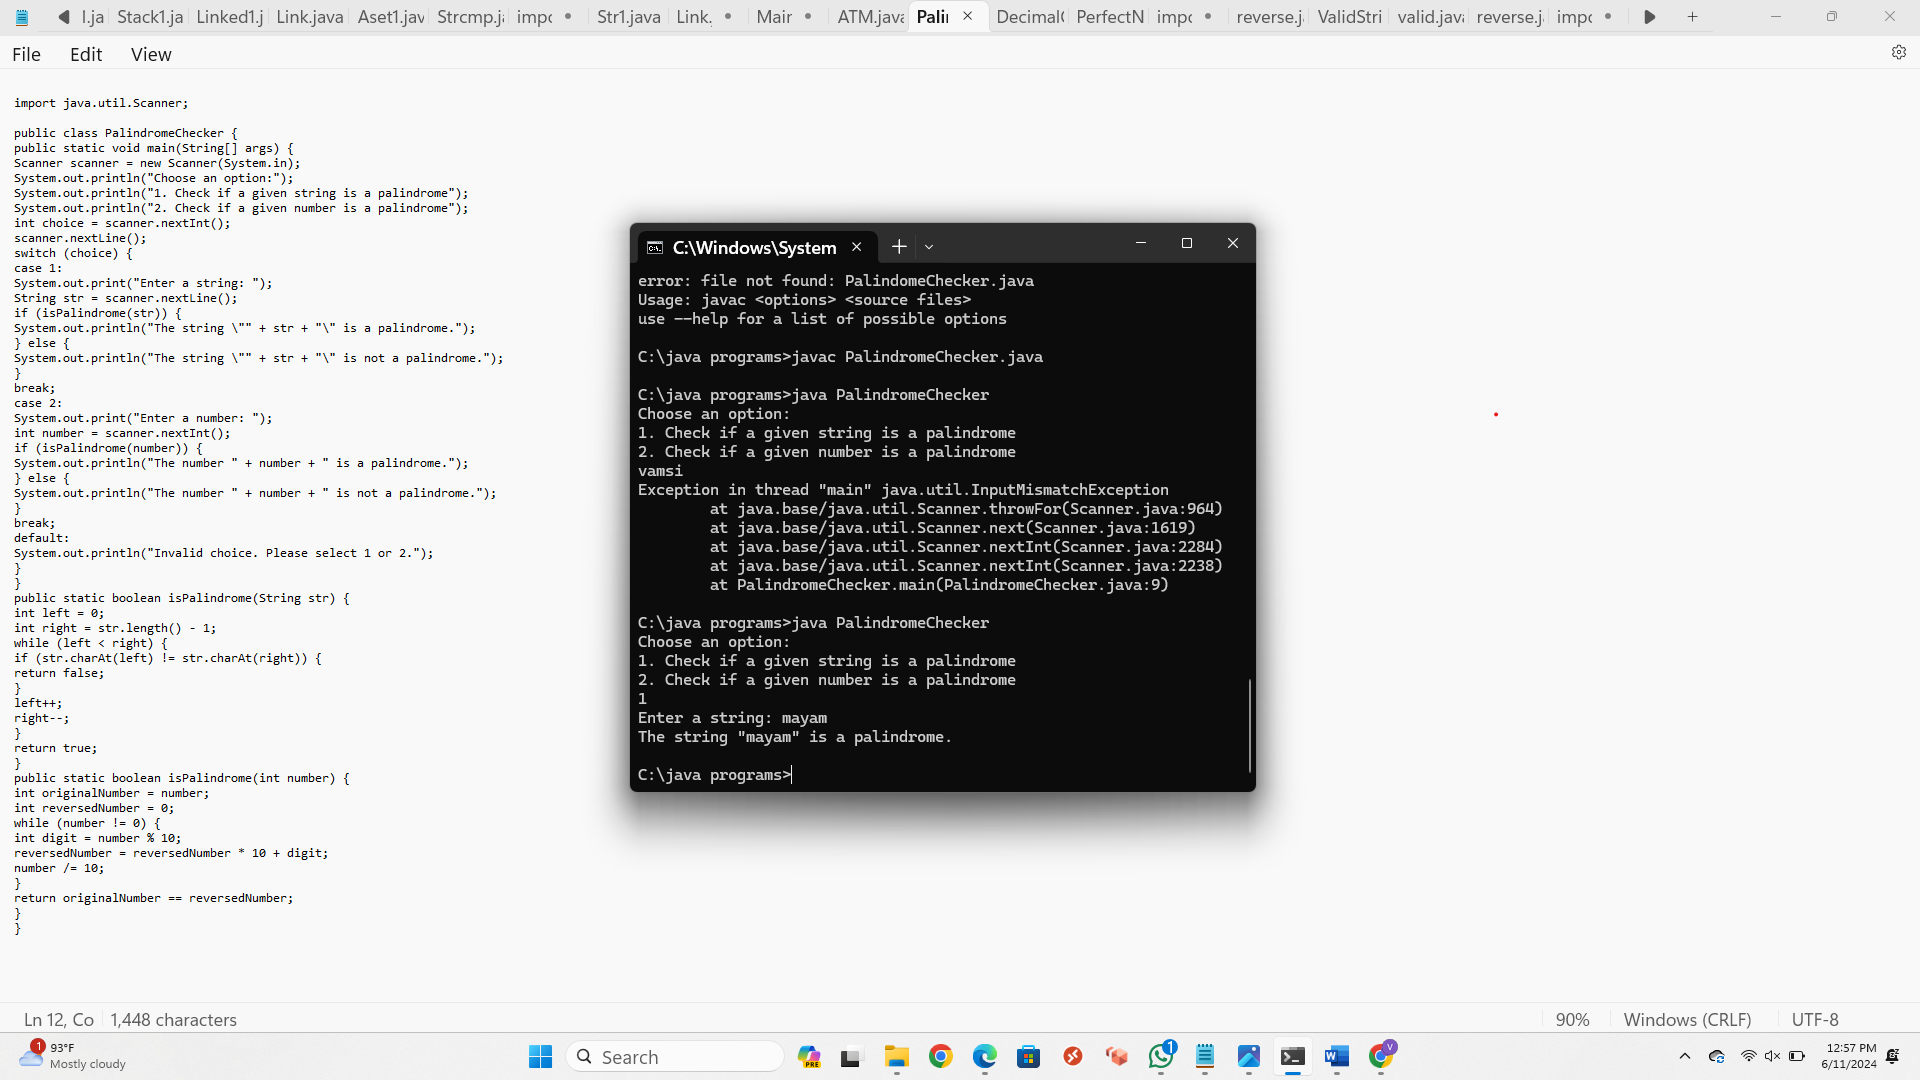 l.ja Stack1.ja Linked1.j Link.java Aset1.jav Strcmp.ja impo Str1.java Link. Mair ATM.java Pali DecimalC PerfectN impo reverse.ja ValidStri valid.java reverse.ja impo
File Edit View
import java.util.Scanner;
public class PalindromeChecker {
public static void main(String[] args) {
Scanner scanner = new Scanner(System.in);
System.out.println("Choose an option:");
System.out.println("1. Check if a given string is a palindrome");
System.out.println("2. Check if a given number is a palindrome");
int choice = scanner.nextInt();
scanner.nextLine();
switch (choice) {
case 1:
System.out.print("Enter a string: ");
String str = scanner.nextLine();
if (isPalindrome(str)) {
System.out.println("The string \"" + str + "\" is a palindrome.");
} else {
System.out.println("The string \"" + str + "\" is not a palindrome.");
}
break;
case 2:
System.out.print("Enter a number: ");
int number = scanner.nextInt();
if (isPalindrome(number)) {
System.out.println("The number " + number + " is a palindrome.");
} else {
System.out.println("The number " + number + " is not a palindrome.");
}
break;
default:
System.out.println("Invalid choice. Please select 1 or 2.");
}
}
public static boolean isPalindrome(String str) {
int left = 0;
int right = str.length() - 1;
while (left < right) {
if (str.charAt(left) != str.charAt(right)) {
return false;
}
left++;
right--;
}
return true;
}
public static boolean isPalindrome(int number) {
int originalNumber = number;
int reversedNumber = 0;
while (number != 0) {
int digit = number % 10;
reversedNumber = reversedNumber * 10 + digit;
number /= 10;
}
return originalNumber == reversedNumber;
}
}
C:\Windows\System
error: file not found: PalindomeChecker.java
Usage: javac <options> <source files>
use --help for a list of possible options
C:\java programs>javac PalindromeChecker.java
C:\java programs>java PalindromeChecker
Choose an option:
1. Check if a given string is a palindrome
2. Check if a given number is a palindrome
vamsi
Exception in thread "main" java.util.InputMismatchException
at java.base/java.util.Scanner.throwFor(Scanner.java:964)
at java.base/java.util.Scanner.next(Scanner.java:1619)
at java.base/java.util.Scanner.nextInt(Scanner.java:2284)
at java.base/java.util.Scanner.nextInt(Scanner.java:2238)
at PalindromeChecker.main(PalindromeChecker.java:9)
C:\java programs>java PalindromeChecker
Choose an option:
1. Check if a given string is a palindrome
2. Check if a given number is a palindrome
1
Enter a string: mayam
The string "mayam" is a palindrome.
C:\java programs>
Ln 12, Co 1,448 characters 90% Windows (CRLF) UTF-8
1 93°F
Mostly cloudy
Search
PRE
1
V
12:57 PM
6/11/2024